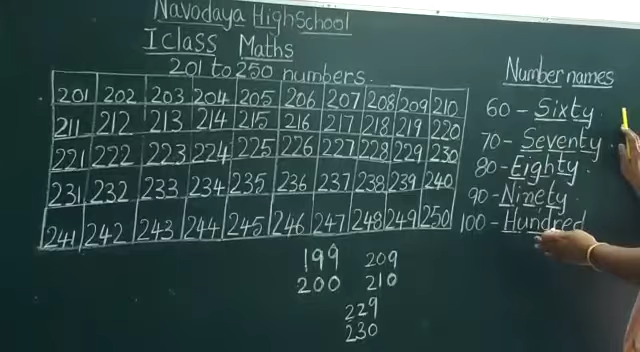 Navodaya HighSchool
I class Maths
201 to 250 numbers.
201 202 203 204 205 206 207 208 209 210
211 212 213 214 215 216 217 218 219 220
221 222 223 224 225 226 227 228 229 230
231 232 233 234 235 236 237 238 239 240
241 242 243 244 245 246 247 248 249 250
199 209
200 210
229
230
Number names
60 - Sixty.
70 - Seventy.
80 - Eighty.
90 - Ninety.
100 - Hundred